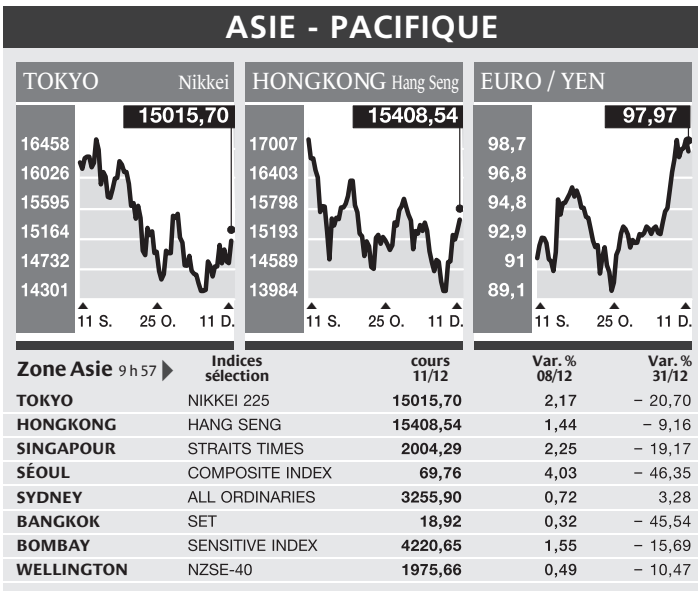 ASIE - PACIFIQUE
TOKYO Nikkei
15015,70
16458
16026
15595
15164
14732
14301
11 S. 25 O. 11 D.
HONGKONG Hang Seng
15408,54
17007
16403
15798
15193
14589
13984
11 S. 25 O. 11 D.
EURO / YEN
97,97
98,7
96,8
94,8
92,9
91
89,1
11 S. 25 O. 11 D.
Zone Asie 9 h 57 Indices sélection cours 11/12 Var. % 08/12 Var. % 31/12
TOKYO NIKKEI 225 15015,70 2,17 – 20,70
HONGKONG HANG SENG 15408,54 1,44 – 9,16
SINGAPOUR STRAITS TIMES 2004,29 2,25 – 19,17
SÉOUL COMPOSITE INDEX 69,76 4,03 – 46,35
SYDNEY ALL ORDINARIES 3255,90 0,72 3,28
BANGKOK SET 18,92 0,32 – 45,54
BOMBAY SENSITIVE INDEX 4220,65 1,55 – 15,69
WELLINGTON NZSE-40 1975,66 0,49 – 10,47